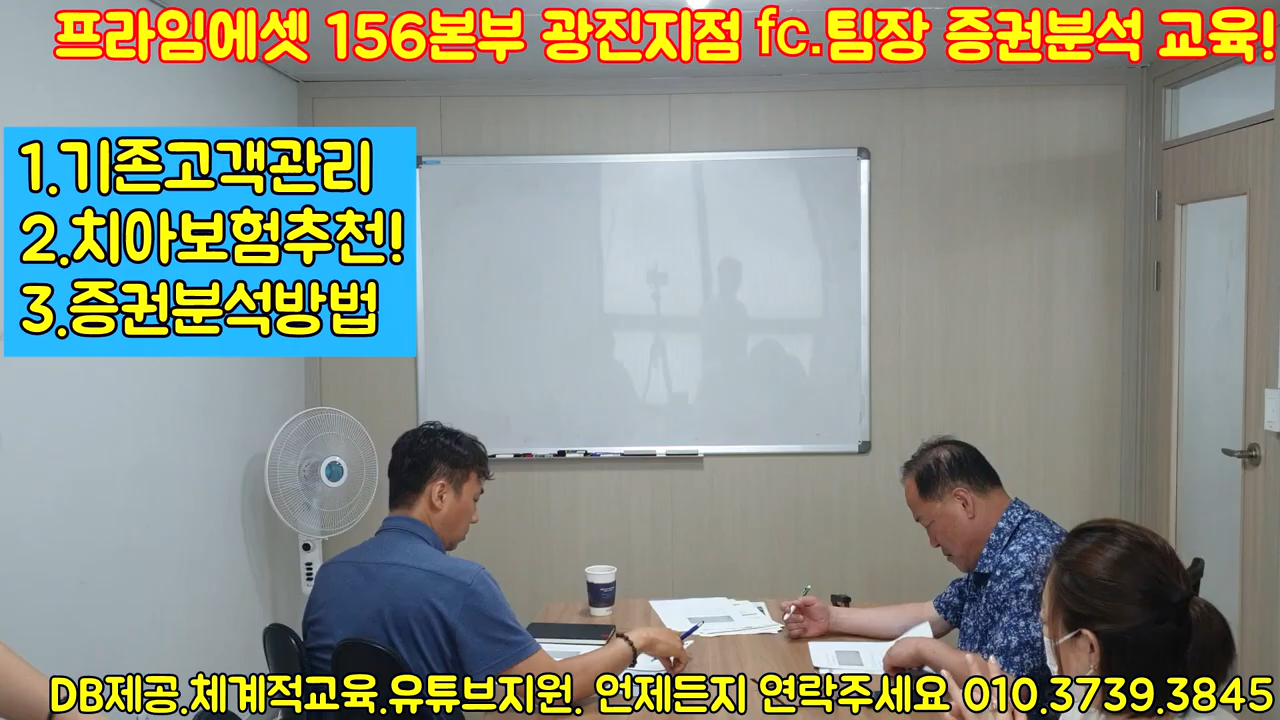 프라임에셋 156본부 광진지점 fc.팀장 증권분석 교육!
1.기존고객관리
2.치아보험추천!
3.증권분석방법
DB제공.체계적교육.유튜브지원. 언제든지 연락주세요 010.3739.3845